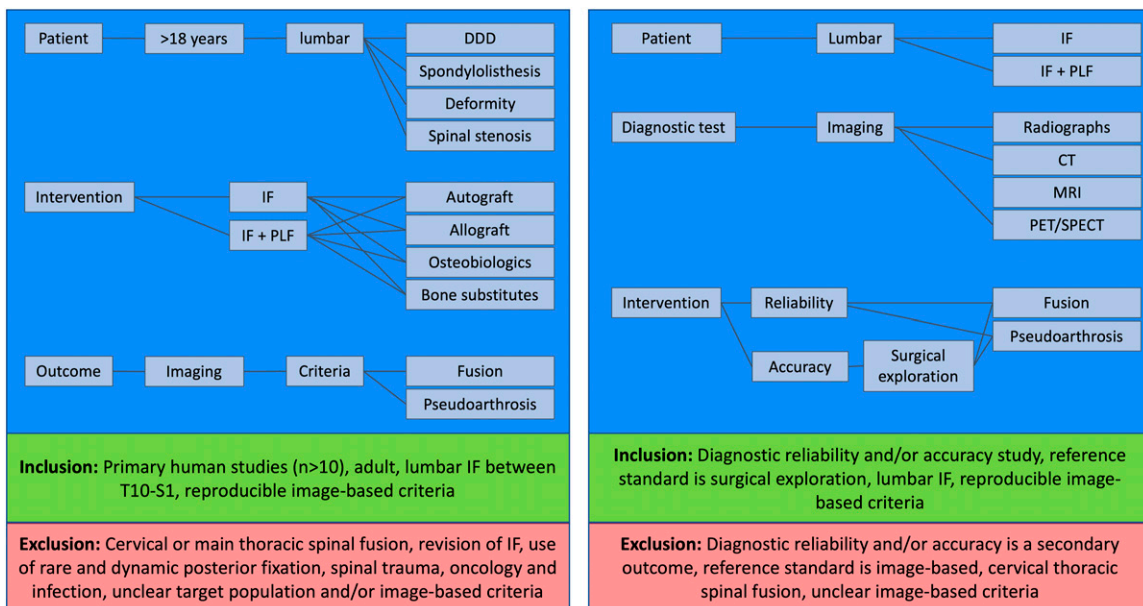 Patient
>18 years
lumbar
DDD
Spondylolisthesis
Deformity
Spinal stenosis
Intervention
IF
IF + PLF
Autograft
Allograft
Osteobiologics
Bone substitutes
Outcome
Imaging
Criteria
Fusion
Pseudoarthrosis
Inclusion: Primary human studies (n>10), adult, lumbar IF between
T10-S1, reproducible image-based criteria
Exclusion: Cervical or main thoracic spinal fusion, revision of IF, use
of rare and dynamic posterior fixation, spinal trauma, oncology and
infection, unclear target population and/or image-based criteria
Patient
Lumbar
IF
IF + PLF
Diagnostic test
Imaging
Radiographs
CT
MRI
PET/SPECT
Intervention
Reliability
Fusion
Pseudoarthrosis
Accuracy
Surgical
exploration
Inclusion: Diagnostic reliability and/or accuracy study, reference
standard is surgical exploration, lumbar IF, reproducible image-
based criteria
Exclusion: Diagnostic reliability and/or accuracy is a secondary
outcome, reference standard is image-based, cervical thoracic
spinal fusion, unclear image-based criteria